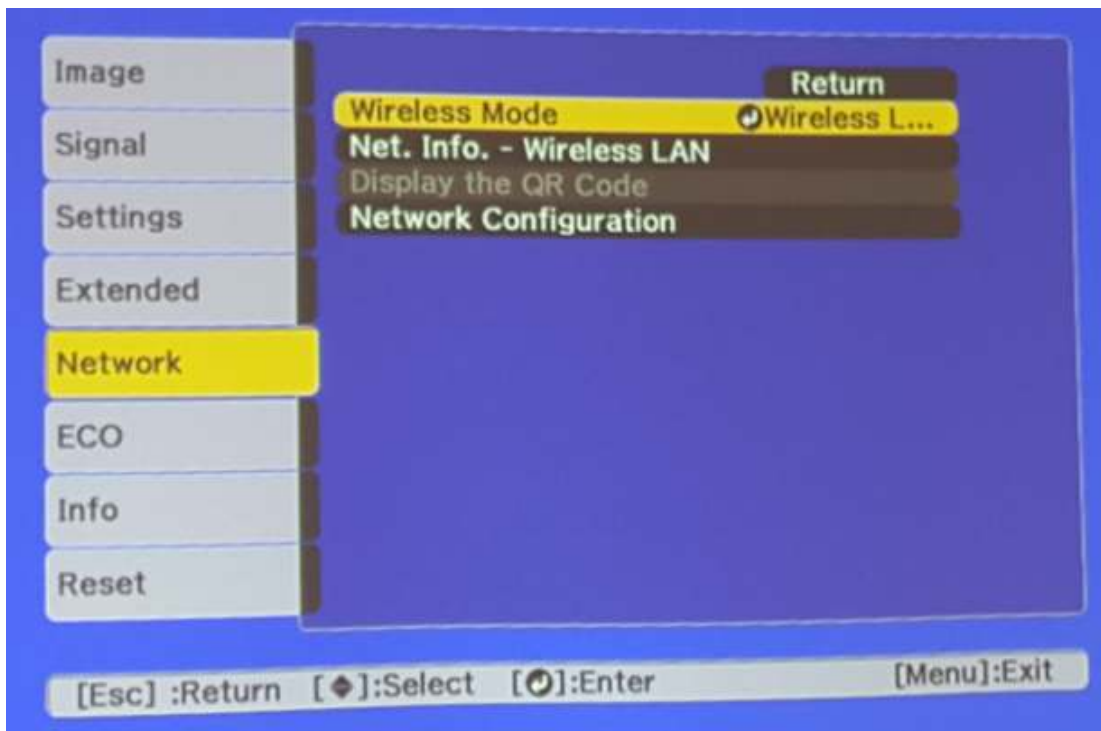 Image
Signal
Settings
Extended
Network
ECO
Info
Reset
Return
Wireless Mode Wireless L...
Net. Info. - Wireless LAN
Display the QR Code
Network Configuration
[Esc] :Return [◆]:Select [↵]:Enter [Menu]:Exit